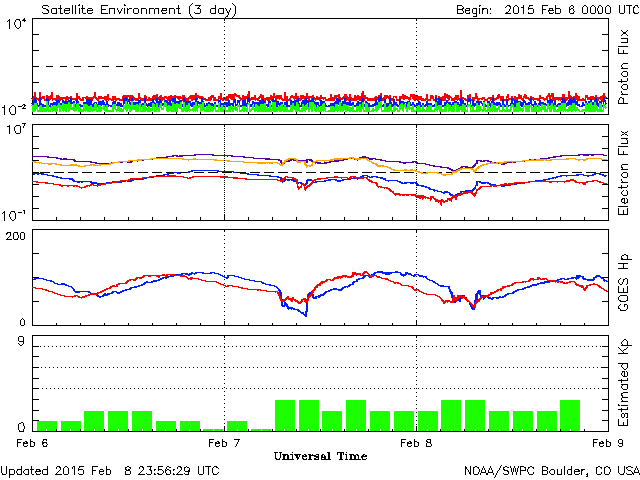 Satellite Environment (3 day) Begin: 2015 Feb 6 0000 UTC
10^4
10^-2
Proton Flux
10^7
10^-1
Electron Flux
200
0
GOES Hp
9
0
Estimated Kp
Feb 6 Feb 7 Feb 8 Feb 9
Universal Time
Updated 2015 Feb 8 23:56:29 UTC NOAA/SWPC Boulder, CO USA